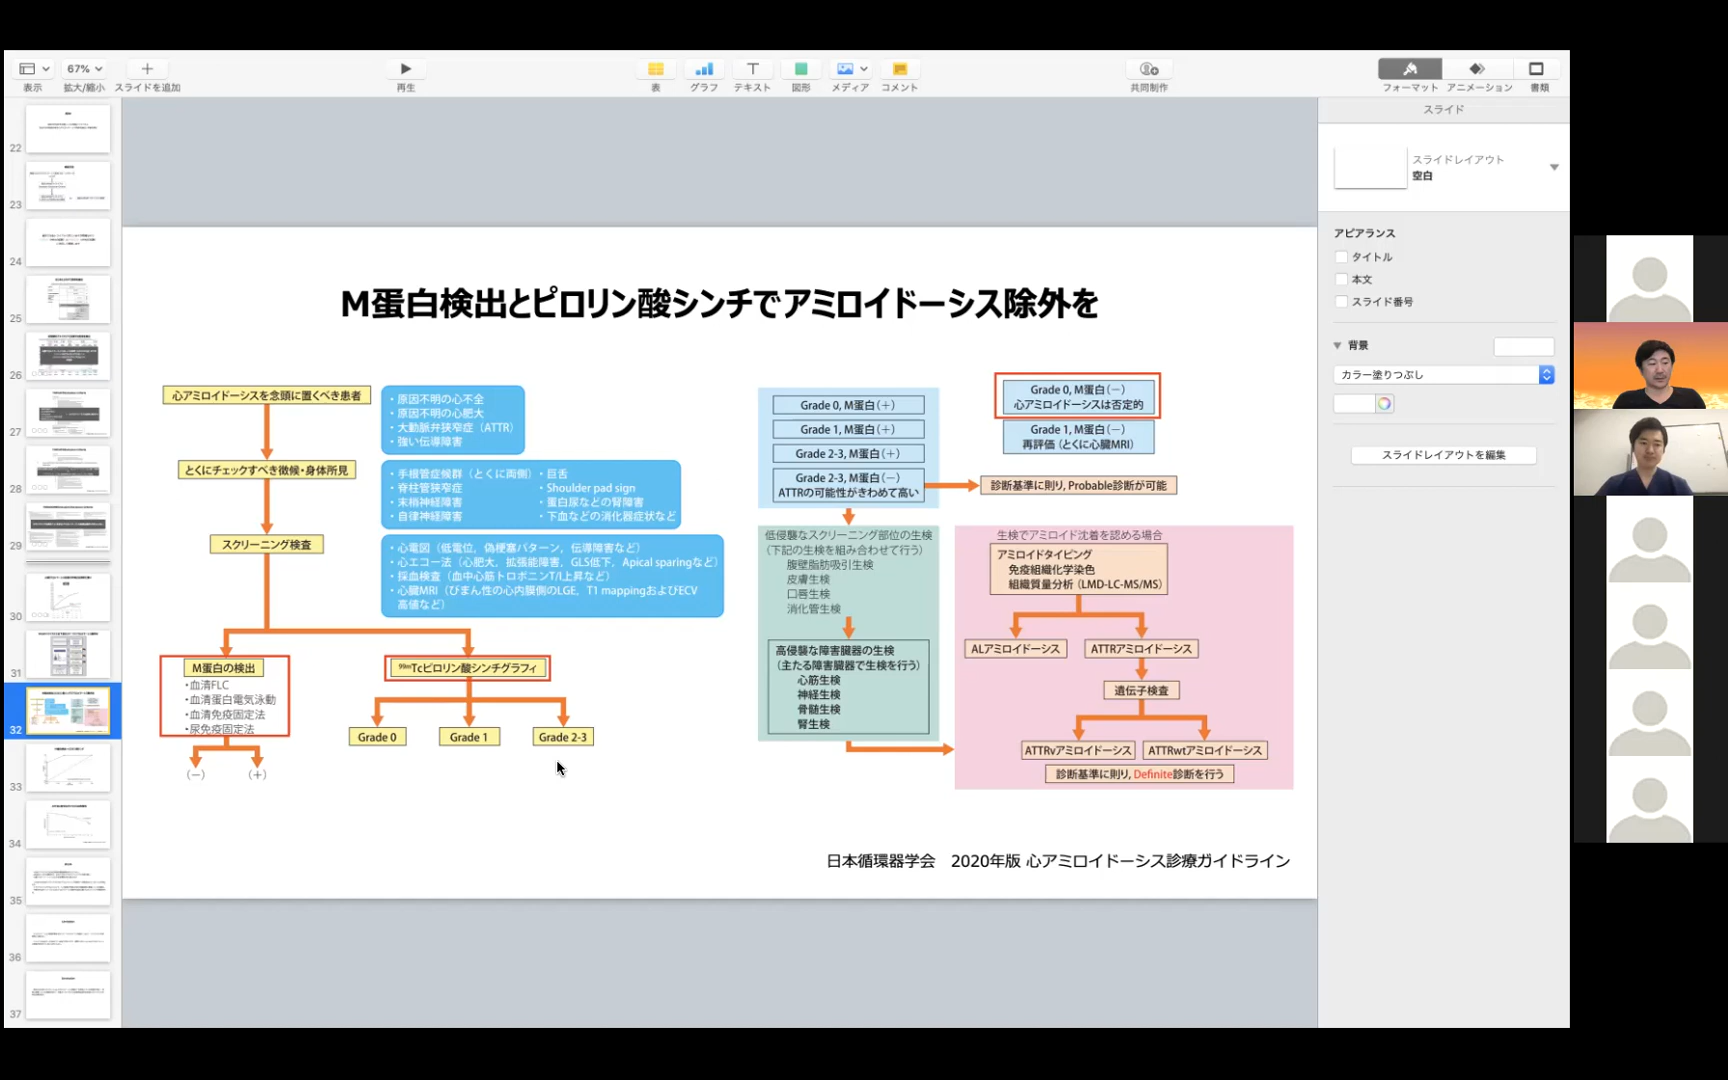 67%
表示
拡大/縮小
スライドを追加
再生
表
グラフ
テキスト
図形
メディア
コメント
共同制作
フォーマット
アニメーション
書類
22
23
24
25
26
27
28
29
30
31
32
33
34
35
36
37
M蛋白検出とピロリン酸シンチでアミロイドーシス除外を
心アミロイドーシスを念頭に置くべき患者
・原因不明の心不全
・原因不明の心肥大
・大動脈弁狭窄症（ATTR）
・強い伝導障害
とくにチェックすべき徴候・身体所見
・手根管症候群（とくに両側）
・脊柱管狭窄症
・末梢神経障害
・自律神経障害
・巨舌
・Shoulder pad sign
・蛋白尿などの腎障害
・下血などの消化器症状など
スクリーニング検査
・心電図（低電位，偽梗塞パターン，伝導障害など）
・心エコー法（心肥大，拡張能障害，GLS低下，Apical sparingなど）
・採血検査（血中心筋トロポニンT/I上昇など）
・心臓MRI（びまん性の心内膜側のLGE，T1 mappingおよびECV
高値など）
M蛋白の検出
・血清FLC
・血清蛋白電気泳動
・血清免疫固定法
・尿免疫固定法
（−）
（+）
99mTcピロリン酸シンチグラフィ
Grade 0
Grade 1
Grade 2-3
Grade 0, M蛋白（+）
Grade 1, M蛋白（+）
Grade 2-3, M蛋白（+）
Grade 2-3, M蛋白（−）
ATTRの可能性がきわめて高い
Grade 0, M蛋白（−）
心アミロイドーシスは否定的
Grade 1, M蛋白（−）
再評価（とくに心臓MRI）
診断基準に則り, Probable診断が可能
低侵襲なスクリーニング部位の生検
（下記の生検を組み合わせて行う）
腹壁脂肪吸引生検
皮膚生検
口唇生検
消化管生検
高侵襲な障害臓器の生検
（主たる障害臓器で生検を行う）
心筋生検
神経生検
骨髄生検
腎生検
生検でアミロイド沈着を認める場合
アミロイドタイピング
免疫組織化学染色
組織質量分析（LMD-LC-MS/MS）
ALアミロイドーシス
ATTRアミロイドーシス
遺伝子検査
ATTRvアミロイドーシス
ATTRwtアミロイドーシス
診断基準に則り, Definite診断を行う
日本循環器学会　2020年版 心アミロイドーシス診療ガイドライン
スライド
スライドレイアウト
空白
アピアランス
タイトル
本文
スライド番号
背景
カラー塗りつぶし
スライドレイアウトを編集